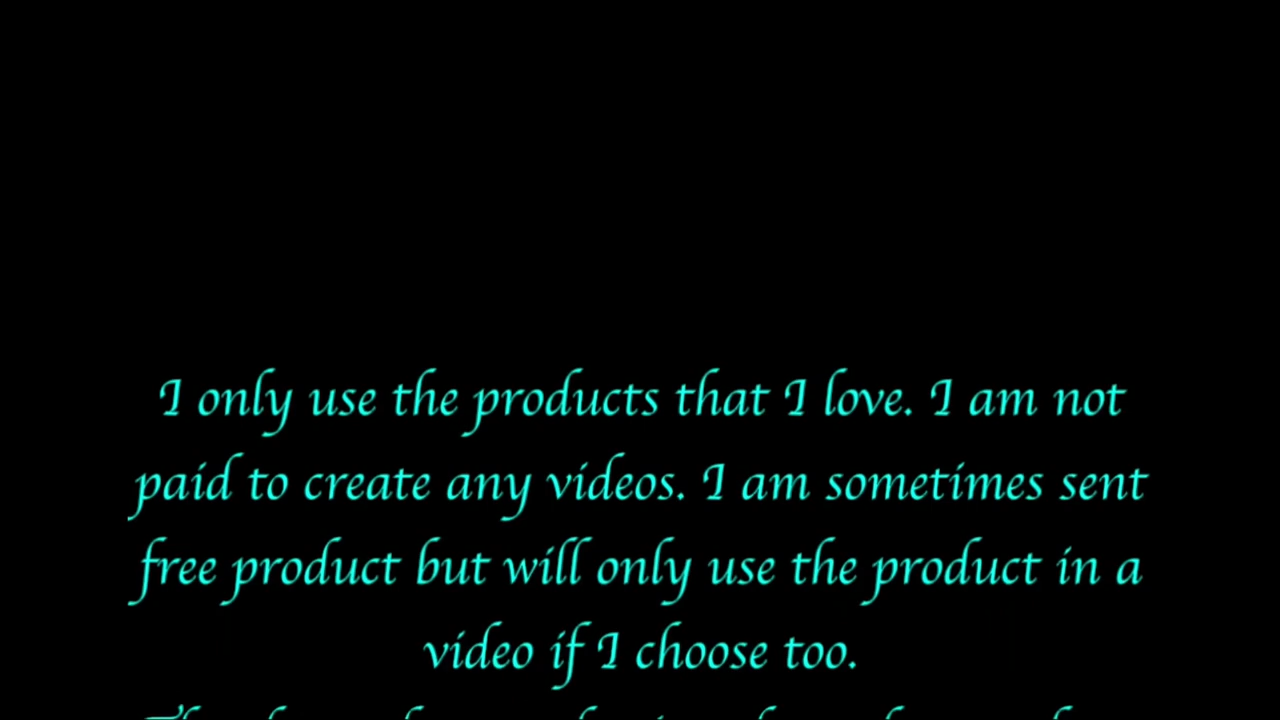 I only use the products that I love. I am not
paid to create any videos. I am sometimes sent
free product but will only use the product in a
video if I choose too.